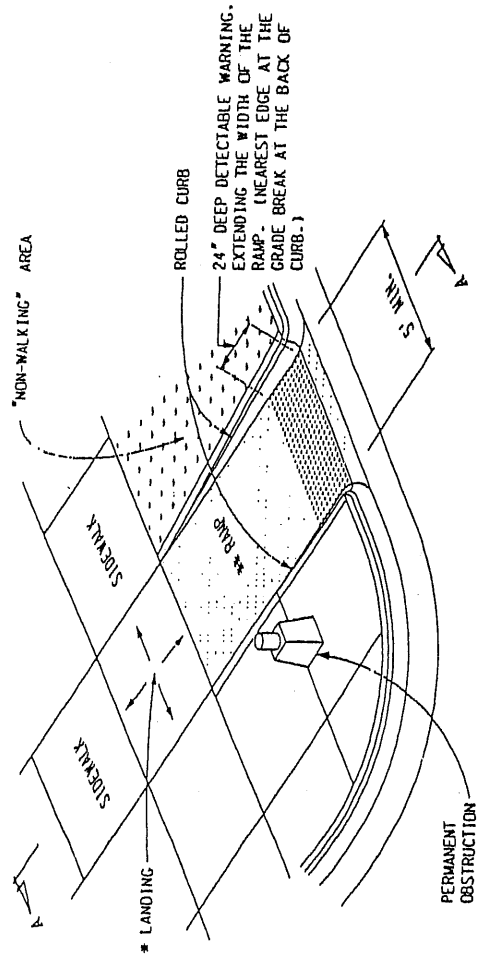 "NON-WALKING" AREA
ROLLED CURB
24" DEEP DETECTABLE WARNING,
EXTENDING THE WIDTH OF THE
RAMP. (NEAREST EDGE AT THE
GRADE BREAK AT THE BACK OF
CURB.)
SIDEWALK
SIDEWALK
* LANDING
** RAMP
5' MIN.
A
A
PERMANENT
OBSTRUCTION